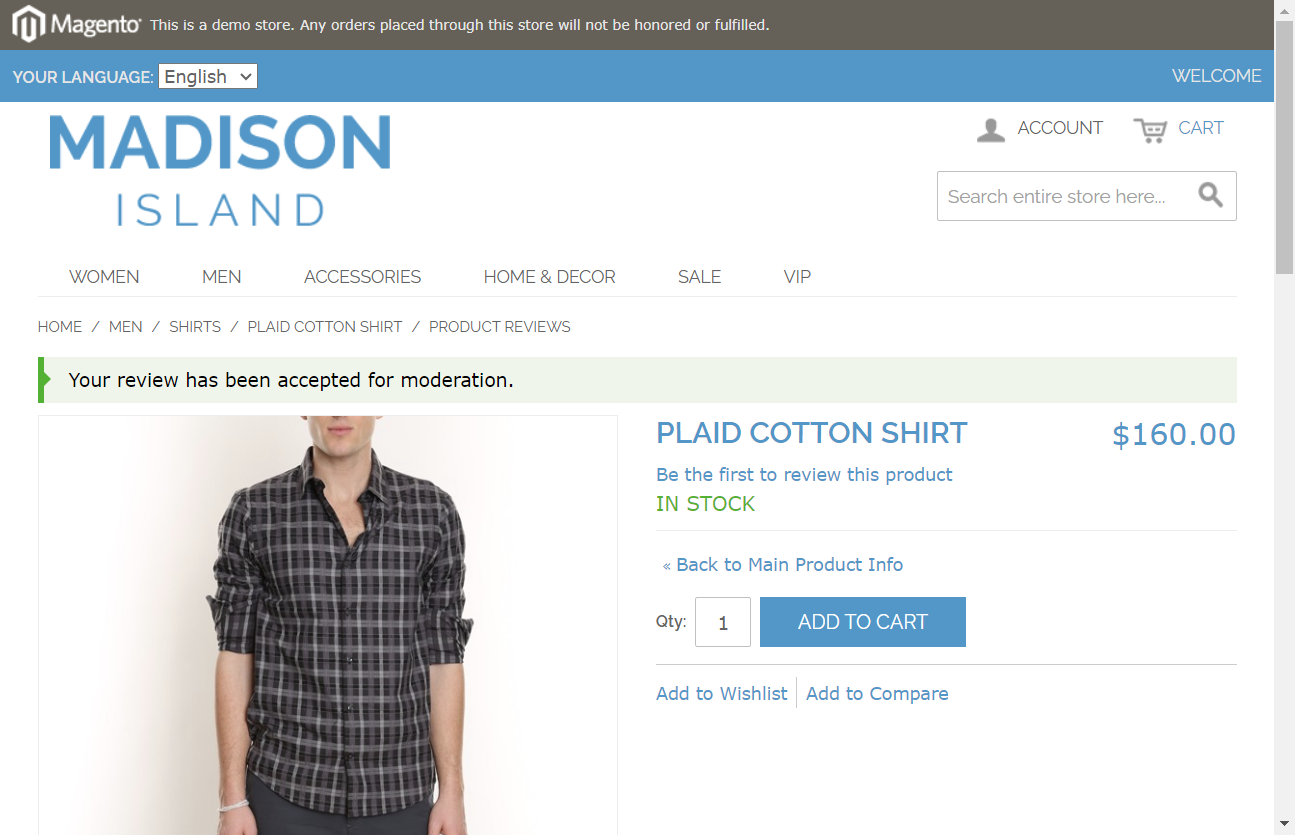 Magento® This is a demo store. Any orders placed through this store will not be honored or fulfilled.
YOUR LANGUAGE: English WELCOME
MADISON
ISLAND
ACCOUNT CART
Search entire store here...
WOMEN MEN ACCESSORIES HOME & DECOR SALE VIP
HOME / MEN / SHIRTS / PLAID COTTON SHIRT / PRODUCT REVIEWS
Your review has been accepted for moderation.
PLAID COTTON SHIRT $160.00
Be the first to review this product
IN STOCK
« Back to Main Product Info
Qty: 1 ADD TO CART
Add to Wishlist Add to Compare